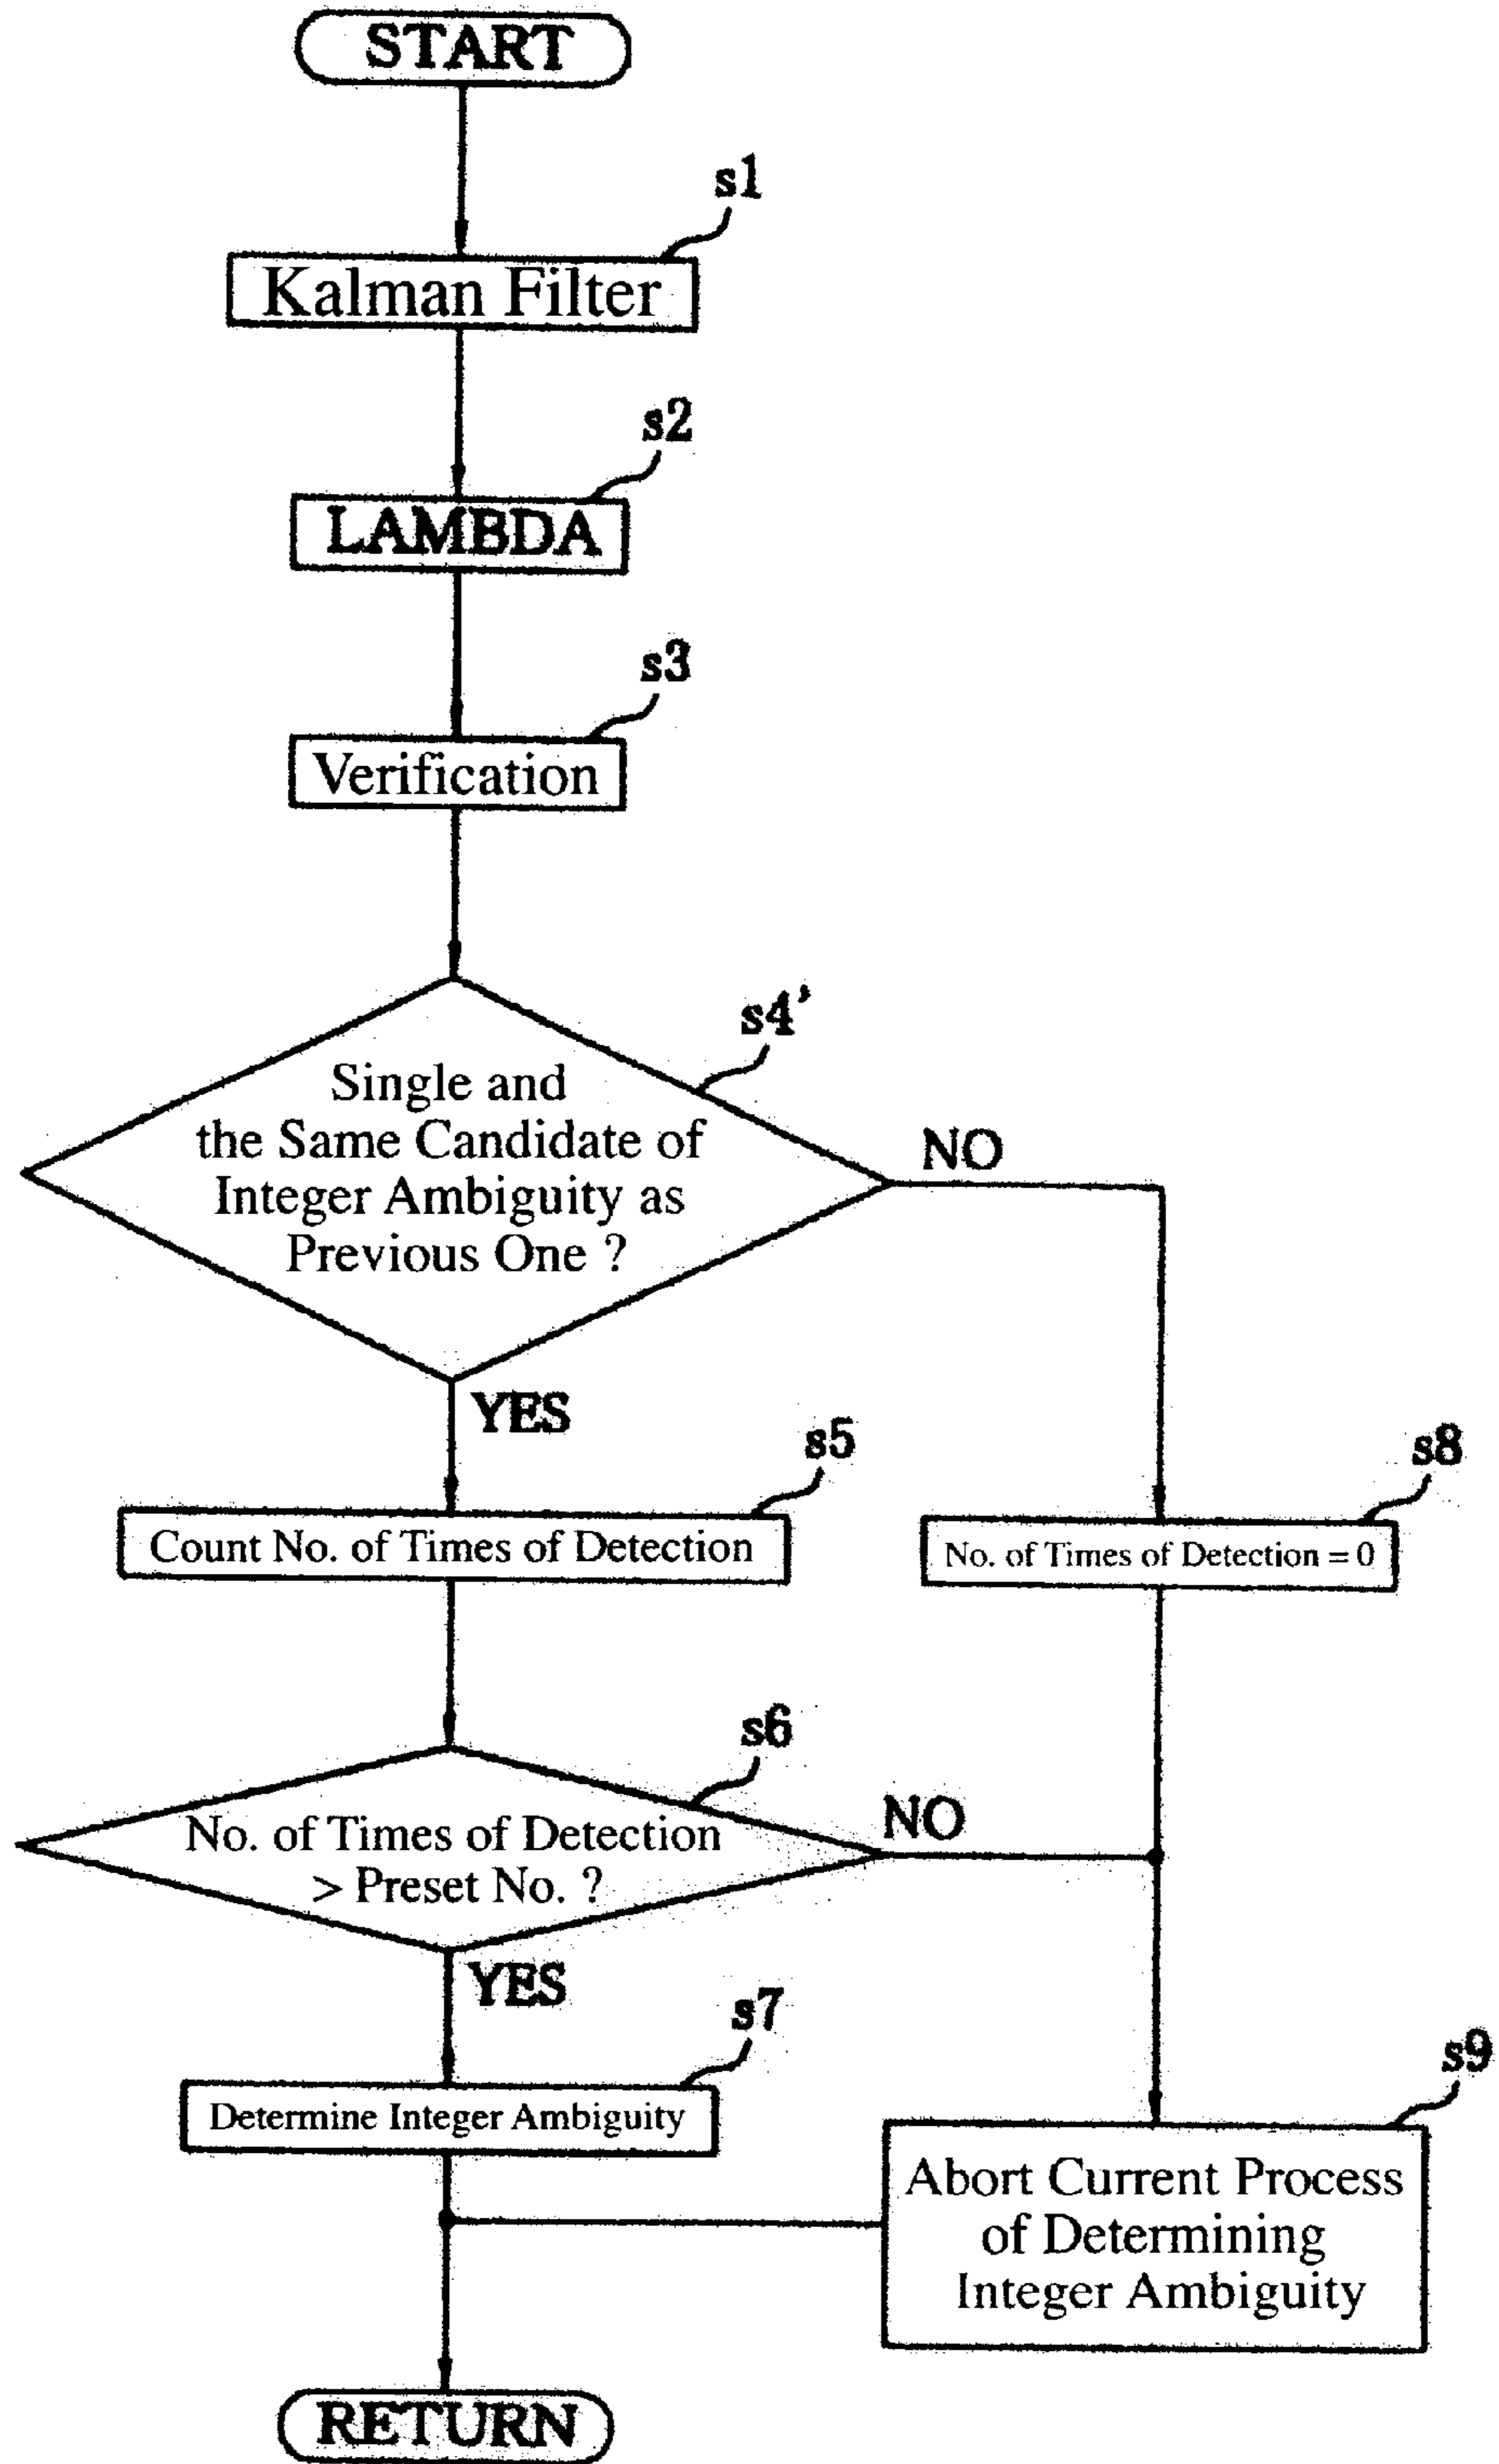 START
s1
Kalman Filter
s2
LAMBDA
s3
Verification
s4'
Single and
the Same Candidate of
Integer Ambiguity as
Previous One ?
NO
YES
s5
Count No. of Times of Detection
s8
No. of Times of Detection = 0
s6
No. of Times of Detection
> Preset No. ?
NO
YES
s7
Determine Integer Ambiguity
s9
Abort Current Process
of Determining
Integer Ambiguity
RETURN